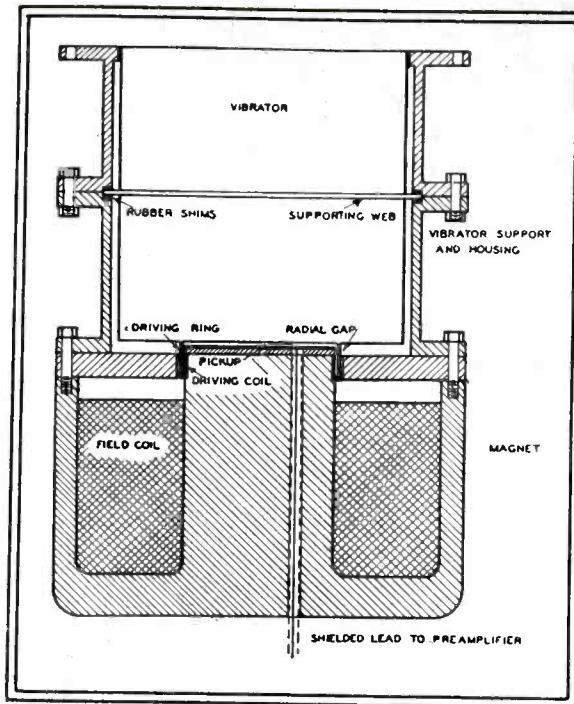 VIBRATOR
RUBBER SHIMS
SUPPORTING WEB
VIBRATOR SUPPORT
AND HOUSING
DRIVING RING
RADIAL GAP
PICKUP
DRIVING COIL
FIELD COIL
MAGNET
SHIELDED LEAD TO PREAMPLIFIER